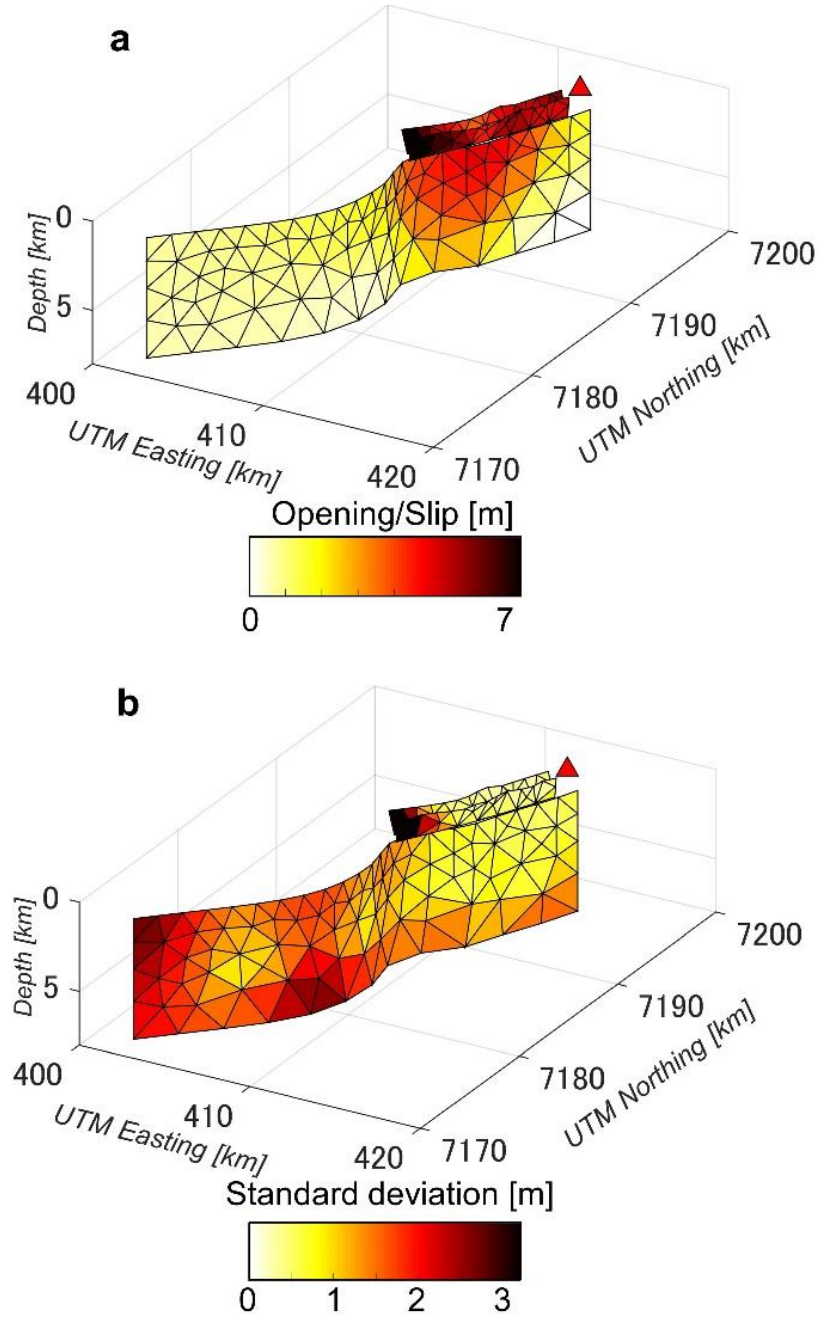 a
0
5
Depth [km]
400
410
420
UTM Easting [km]
7170
7180
7190
7200
UTM Northing [km]
Opening/Slip [m]
0 7
b
0
5
Depth [km]
400
410
420
UTM Easting [km]
7170
7180
7190
7200
UTM Northing [km]
Standard deviation [m]
0 1 2 3